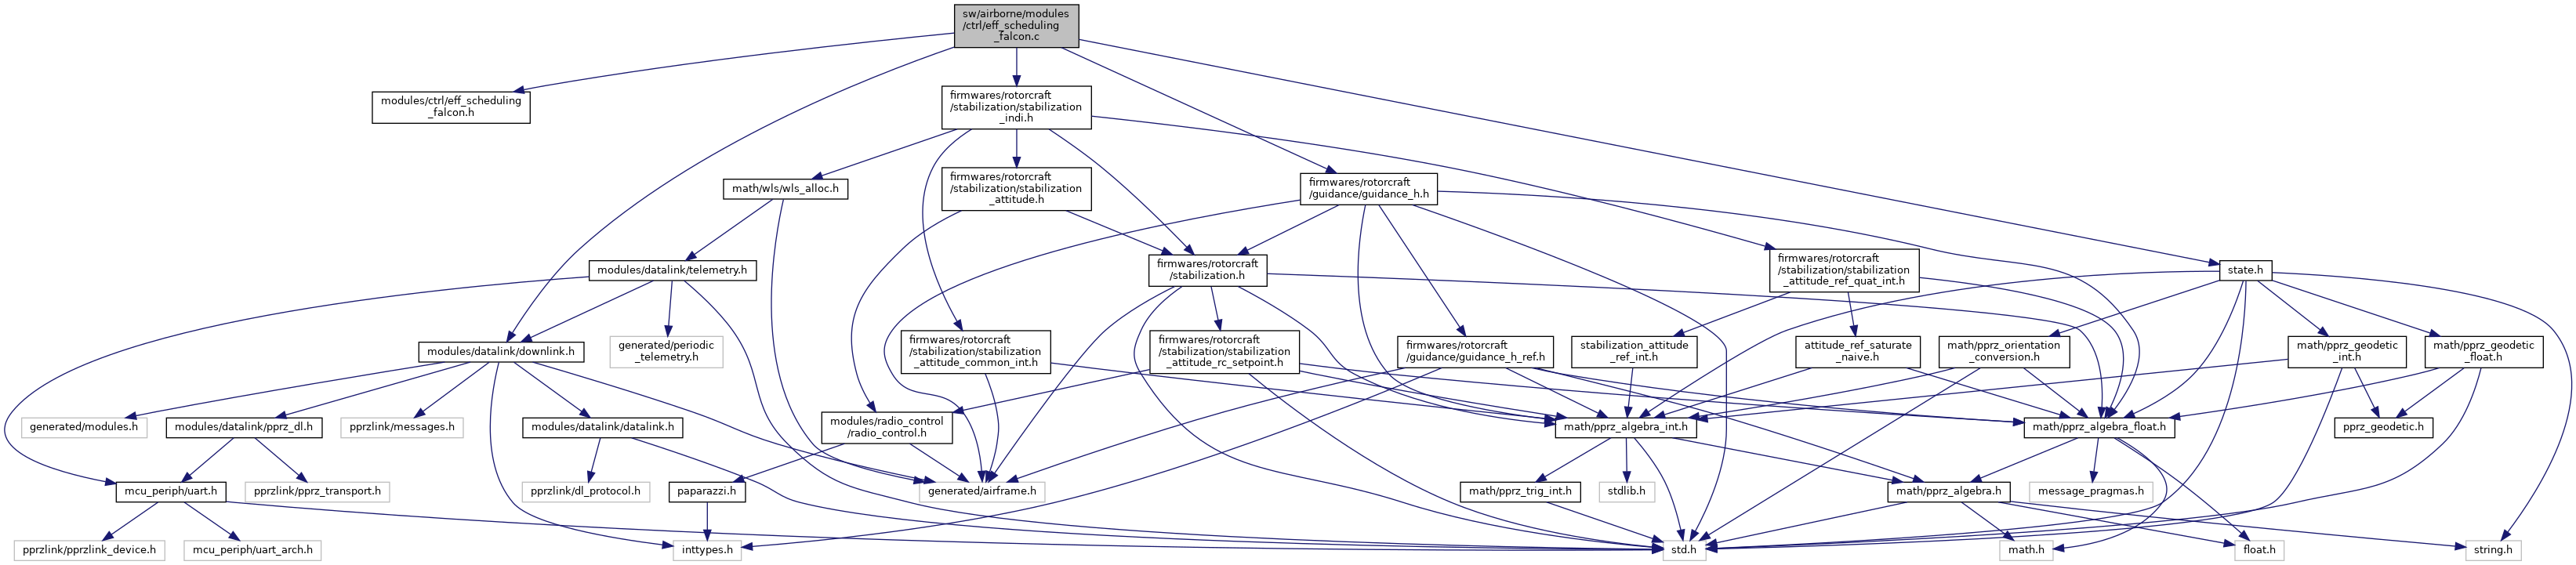 sw/airborne/modules
/ctrl/eff_scheduling
_falcon.c
modules/ctrl/eff_scheduling
_falcon.h
firmwares/rotorcraft
/stabilization/stabilization
_indi.h
math/wls/wls_alloc.h
firmwares/rotorcraft
/stabilization/stabilization
_attitude.h
firmwares/rotorcraft
/guidance/guidance_h.h
modules/datalink/telemetry.h
firmwares/rotorcraft
/stabilization.h
firmwares/rotorcraft
/stabilization/stabilization
_attitude_ref_quat_int.h
state.h
generated/periodic
_telemetry.h
modules/datalink/downlink.h
firmwares/rotorcraft
/stabilization/stabilization
_attitude_common_int.h
firmwares/rotorcraft
/stabilization/stabilization
_attitude_rc_setpoint.h
firmwares/rotorcraft
/guidance/guidance_h_ref.h
stabilization_attitude
_ref_int.h
attitude_ref_saturate
_naive.h
math/pprz_orientation
_conversion.h
math/pprz_geodetic
_int.h
math/pprz_geodetic
_float.h
generated/modules.h
modules/datalink/pprz_dl.h
pprzlink/messages.h
modules/datalink/datalink.h
modules/radio_control
/radio_control.h
math/pprz_algebra_int.h
math/pprz_algebra_float.h
pprz_geodetic.h
mcu_periph/uart.h
pprzlink/pprz_transport.h
pprzlink/dl_protocol.h
paparazzi.h
generated/airframe.h
math/pprz_trig_int.h
stdlib.h
math/pprz_algebra.h
message_pragmas.h
pprzlink/pprzlink_device.h
mcu_periph/uart_arch.h
inttypes.h
std.h
math.h
float.h
string.h